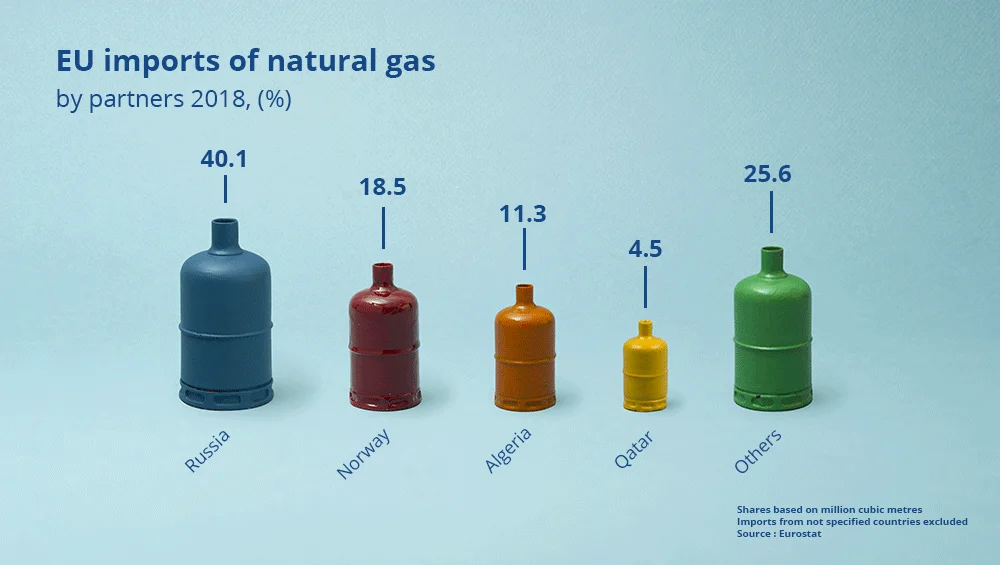 EU imports of natural gas
by partners 2018, (%)
40.1
18.5
11.3
4.5
25.6
Russia
Norway
Algeria
Qatar
Others
Shares based on million cubic metres
Imports from not specified countries excluded
Source : Eurostat